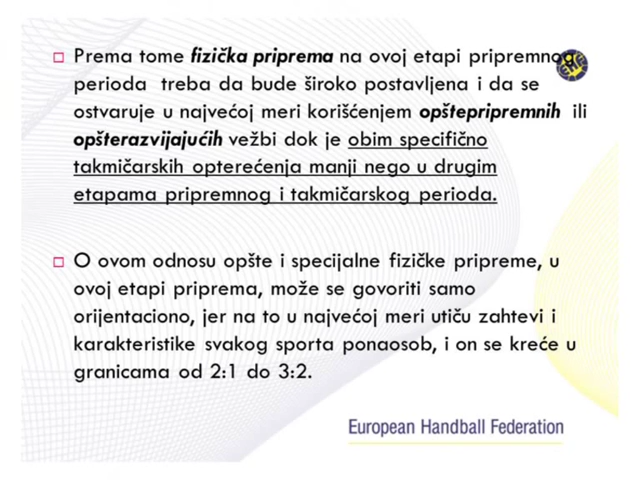 Prema tome fizička priprema na ovoj etapi pripremnog
perioda treba da bude široko postavljena i da se
ostvaruje u najvećoj meri korišćenjem opštepripremnih ili
opšterazvijajućih vežbi dok je obim specifično
takmičarskih opterećenja manji nego u drugim
etapama pripremnog i takmičarskog perioda.
O ovom odnosu opšte i specijalne fizičke pripreme, u
ovoj etapi priprema, može se govoriti samo
orijentaciono, jer na to u najvećoj meri utiču zahtevi i
karakteristike svakog sporta ponaosob, i on se kreće u
granicama od 2:1 do 3:2.
European Handball Federation